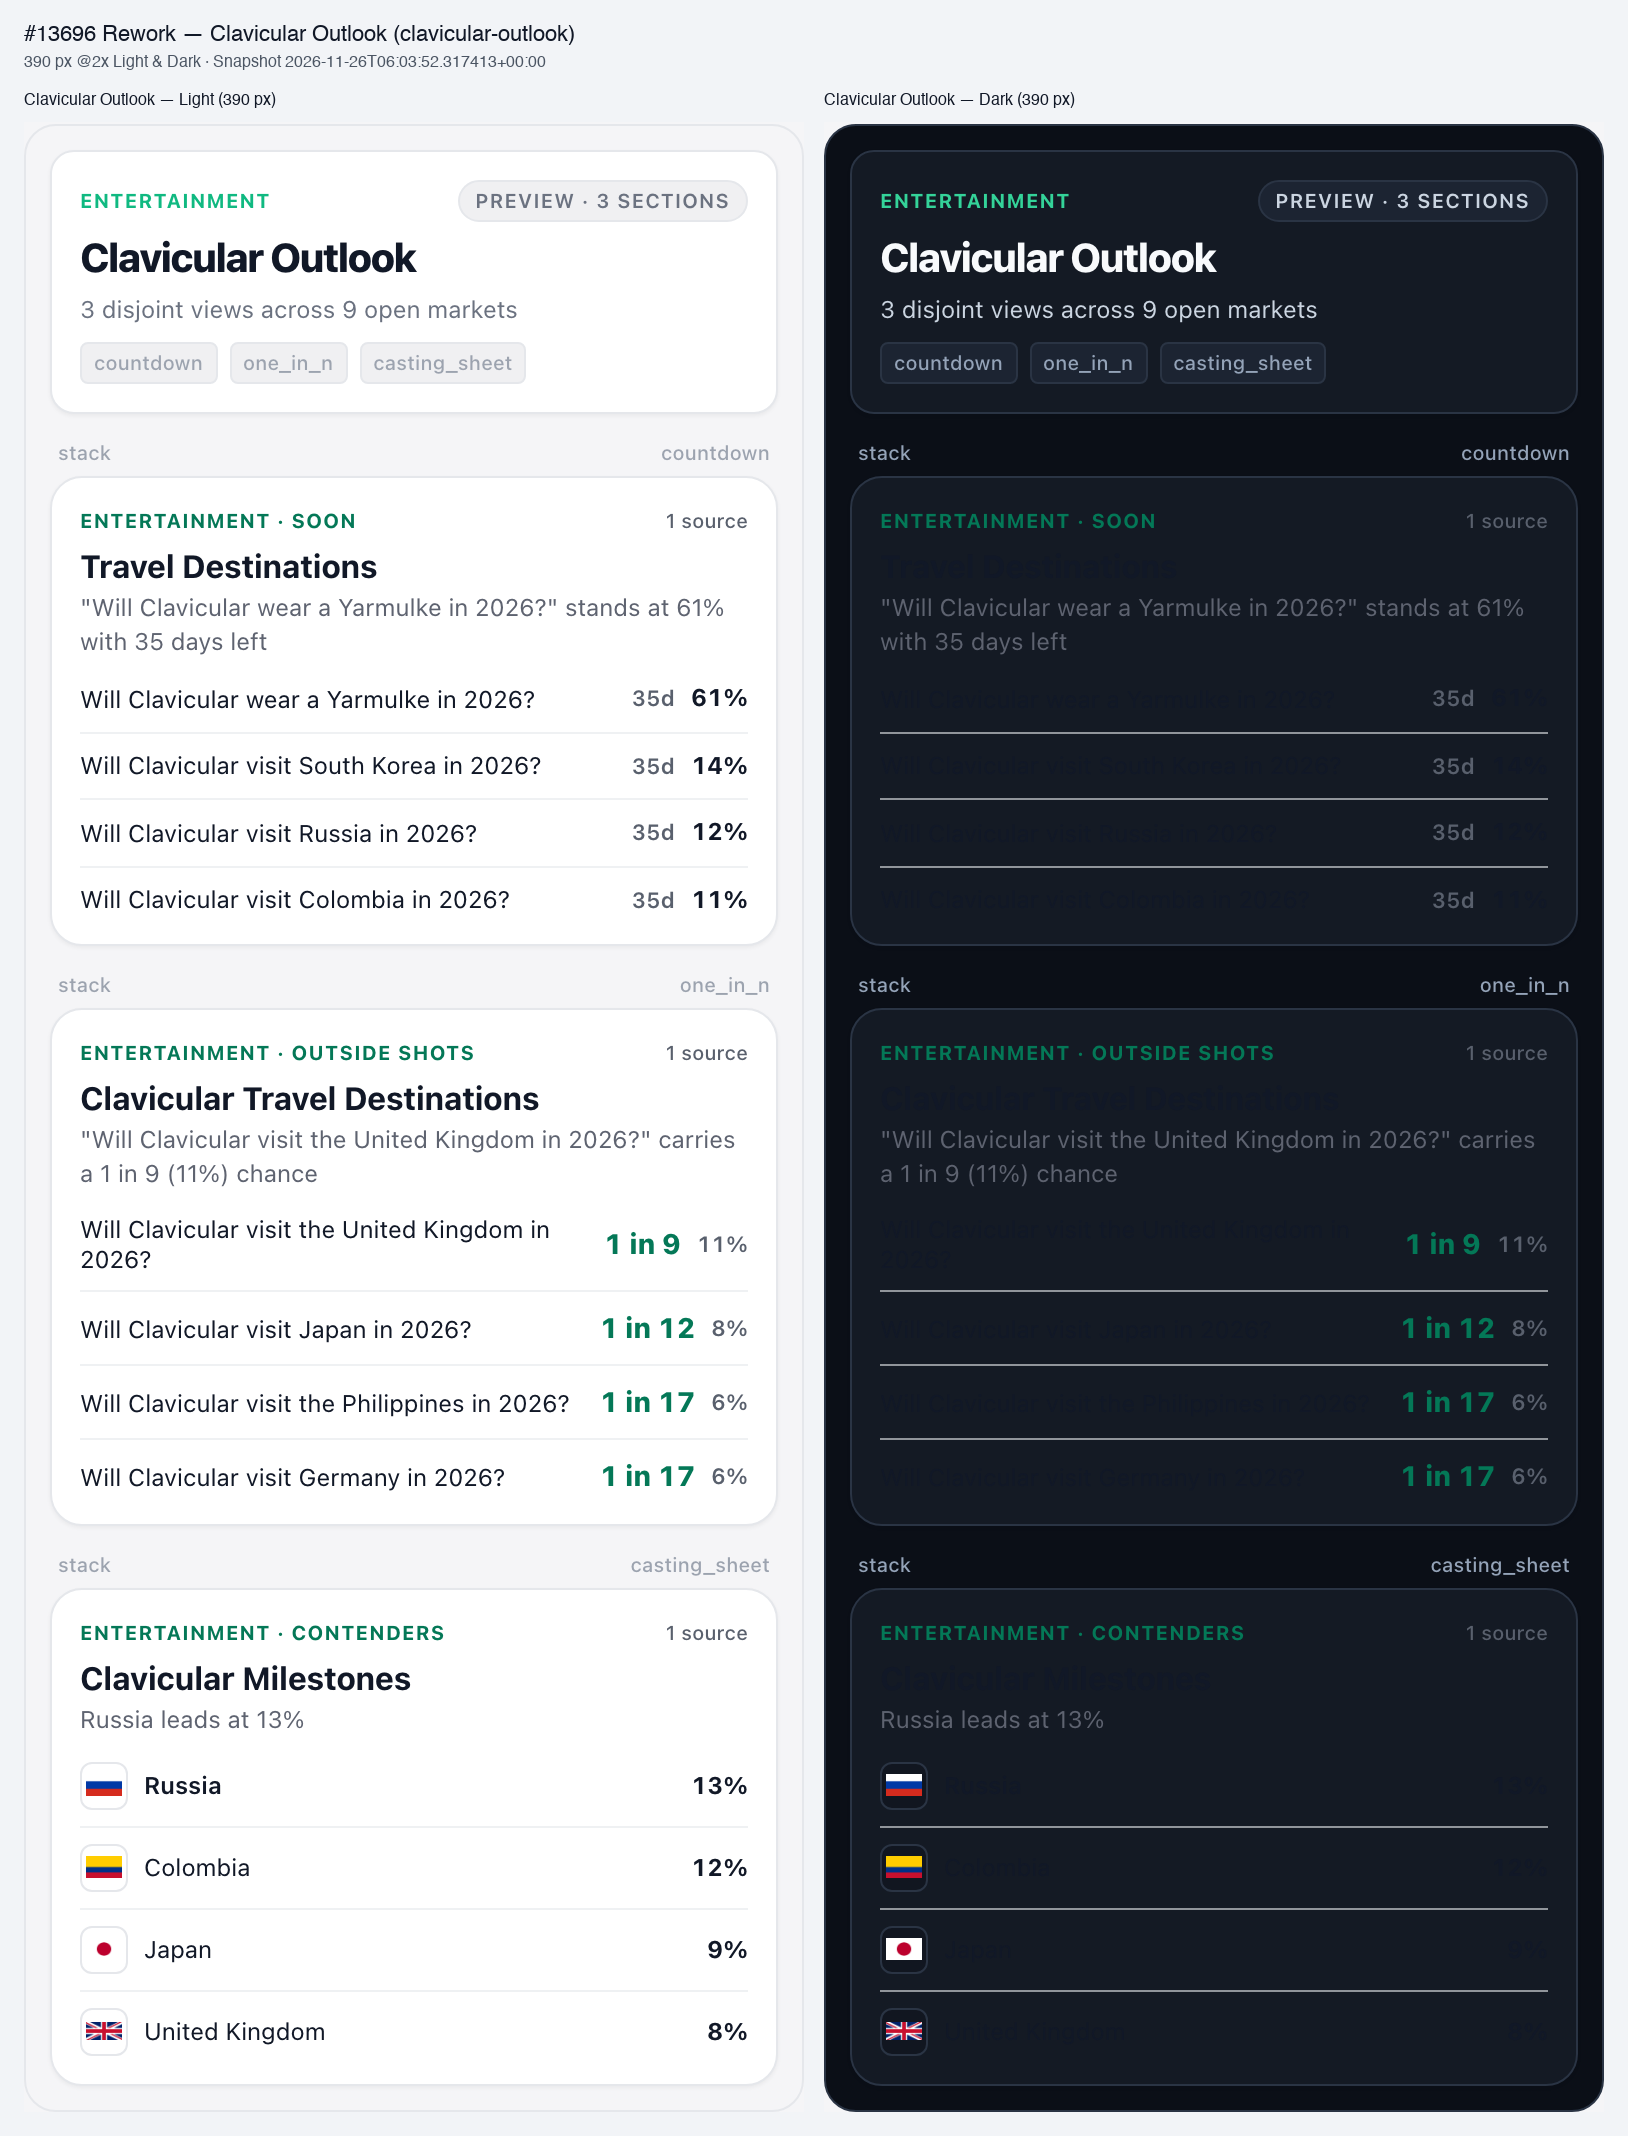 #13696 Rework — Clavicular Outlook (clavicular-outlook)
390 px @2x Light & Dark · Snapshot 2026-11-26T06:03:52.317413+00:00
Clavicular Outlook — Light (390 px)
ENTERTAINMENT
PREVIEW · 3 SECTIONS
Clavicular Outlook
3 disjoint views across 9 open markets
countdown one_in_n casting_sheet
stack countdown
ENTERTAINMENT · SOON 1 source
Travel Destinations
"Will Clavicular wear a Yarmulke in 2026?" stands at 61%
with 35 days left
Will Clavicular wear a Yarmulke in 2026? 35d 61%
Will Clavicular visit South Korea in 2026? 35d 14%
Will Clavicular visit Russia in 2026? 35d 12%
Will Clavicular visit Colombia in 2026? 35d 11%
stack one_in_n
ENTERTAINMENT · OUTSIDE SHOTS 1 source
Clavicular Travel Destinations
"Will Clavicular visit the United Kingdom in 2026?" carries
a 1 in 9 (11%) chance
Will Clavicular visit the United Kingdom in
2026?
1 in 9 11%
Will Clavicular visit Japan in 2026? 1 in 12 8%
Will Clavicular visit the Philippines in 2026? 1 in 17 6%
Will Clavicular visit Germany in 2026? 1 in 17 6%
stack casting_sheet
ENTERTAINMENT · CONTENDERS 1 source
Clavicular Milestones
Russia leads at 13%
Russia 13%
Colombia 12%
Japan 9%
United Kingdom 8%
Clavicular Outlook — Dark (390 px)
ENTERTAINMENT
PREVIEW · 3 SECTIONS
Clavicular Outlook
3 disjoint views across 9 open markets
countdown one_in_n casting_sheet
stack countdown
ENTERTAINMENT · SOON 1 source
"Will Clavicular wear a Yarmulke in 2026?" stands at 61%
with 35 days left
35d
35d
35d
35d
stack one_in_n
ENTERTAINMENT · OUTSIDE SHOTS 1 source
"Will Clavicular visit the United Kingdom in 2026?" carries
a 1 in 9 (11%) chance
1 in 9 11%
1 in 12 8%
1 in 17 6%
1 in 17 6%
stack casting_sheet
ENTERTAINMENT · CONTENDERS 1 source
Russia leads at 13%